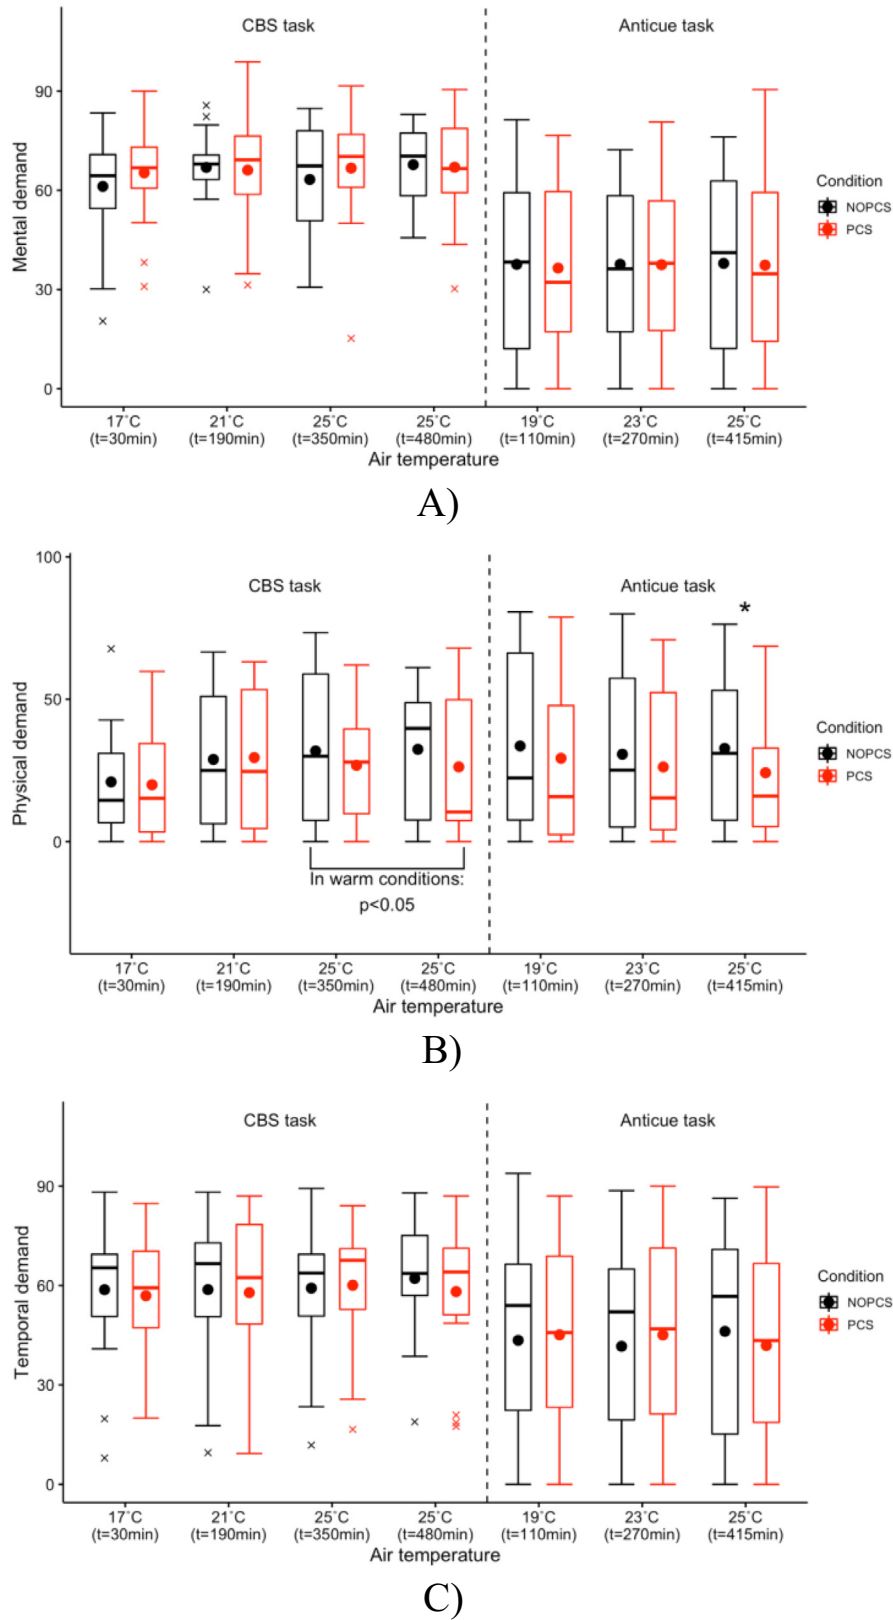 CBS task Anticue task
90
60
30
0
Mental demand
Condition
NOPCS
PCS
17°C 21°C 25°C 25°C 19°C 23°C 25°C
(t=30min) (t=190min) (t=350min) (t=480min) (t=110min) (t=270min) (t=415min)
Air temperature
A)
100
50
0
Physical demand
CBS task Anticue task
*
Condition
NOPCS
PCS
In warm conditions:
p<0.05
17°C 21°C 25°C 25°C 19°C 23°C 25°C
(t=30min) (t=190min) (t=350min) (t=480min) (t=110min) (t=270min) (t=415min)
Air temperature
B)
CBS task Anticue task
90
60
30
0
Temporal demand
Condition
NOPCS
PCS
17°C 21°C 25°C 25°C 19°C 23°C 25°C
(t=30min) (t=190min) (t=350min) (t=480min) (t=110min) (t=270min) (t=415min)
Air temperature
C)